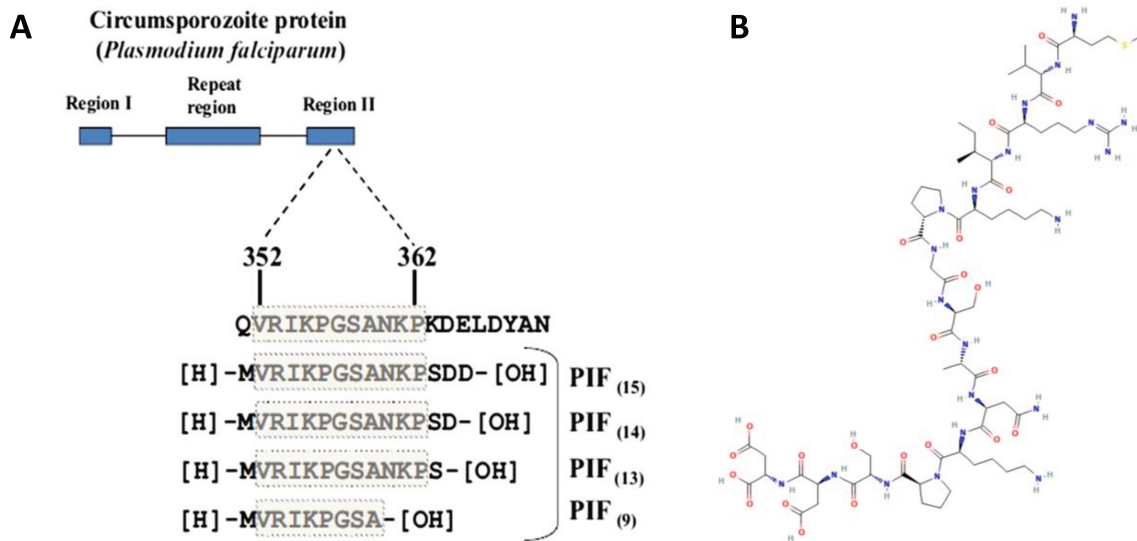 A
Circumsporozoite protein
(Plasmodium falciparum)
Region I
Repeat
region
Region II
352 362
QVRIKPGSANKPKDELDYAN
[H]-MVRIKPGSANKPSDD-[OH] PIF (15)
[H]-MVRIKPGSANKPSD-[OH] PIF (14)
[H]-MVRIKPGSANKPS-[OH] PIF (13)
[H]-MVRIKPGSA-[OH] PIF (9)
B